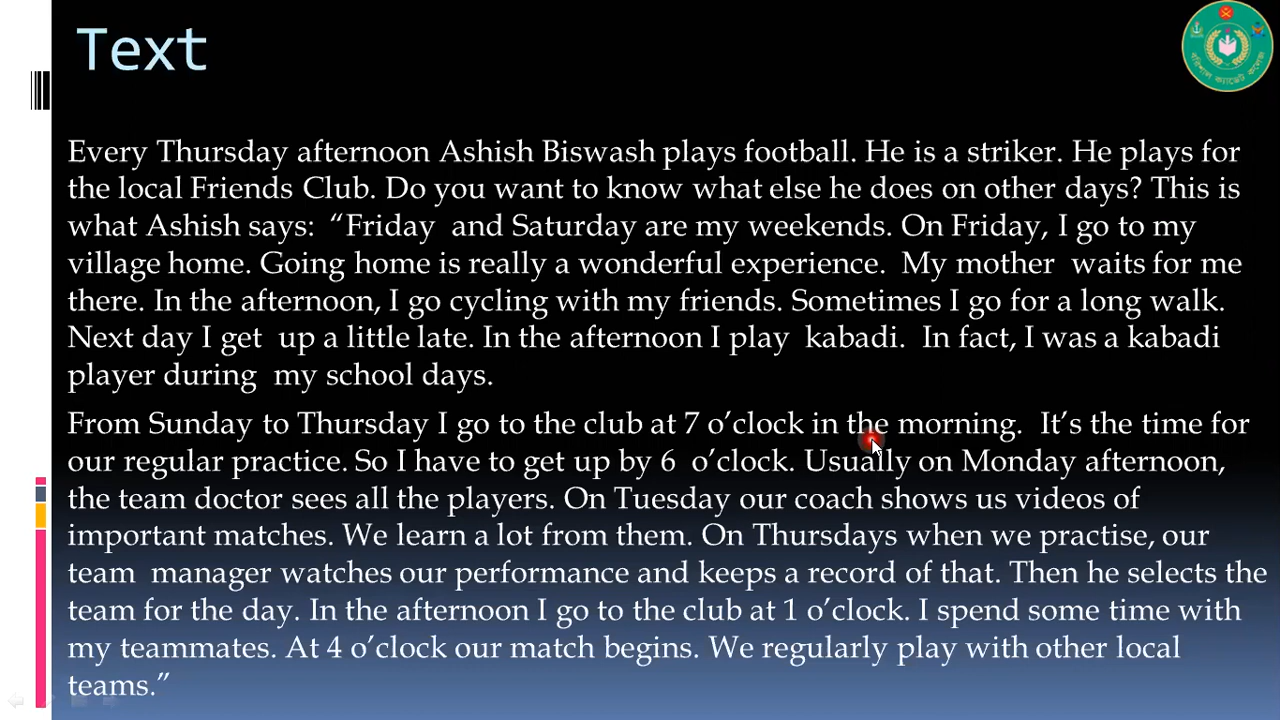 Text
বরিশাল ক্যাডেট কলেজ
Every Thursday afternoon Ashish Biswash plays football. He is a striker. He plays for
the local Friends Club. Do you want to know what else he does on other days? This is
what Ashish says: “Friday and Saturday are my weekends. On Friday, I go to my
village home. Going home is really a wonderful experience. My mother waits for me
there. In the afternoon, I go cycling with my friends. Sometimes I go for a long walk.
Next day I get up a little late. In the afternoon I play kabadi. In fact, I was a kabadi
player during my school days.
From Sunday to Thursday I go to the club at 7 o’clock in the morning. It’s the time for
our regular practice. So I have to get up by 6 o’clock. Usually on Monday afternoon,
the team doctor sees all the players. On Tuesday our coach shows us videos of
important matches. We learn a lot from them. On Thursdays when we practise, our
team manager watches our performance and keeps a record of that. Then he selects the
team for the day. In the afternoon I go to the club at 1 o’clock. I spend some time with
my teammates. At 4 o’clock our match begins. We regularly play with other local
teams.”